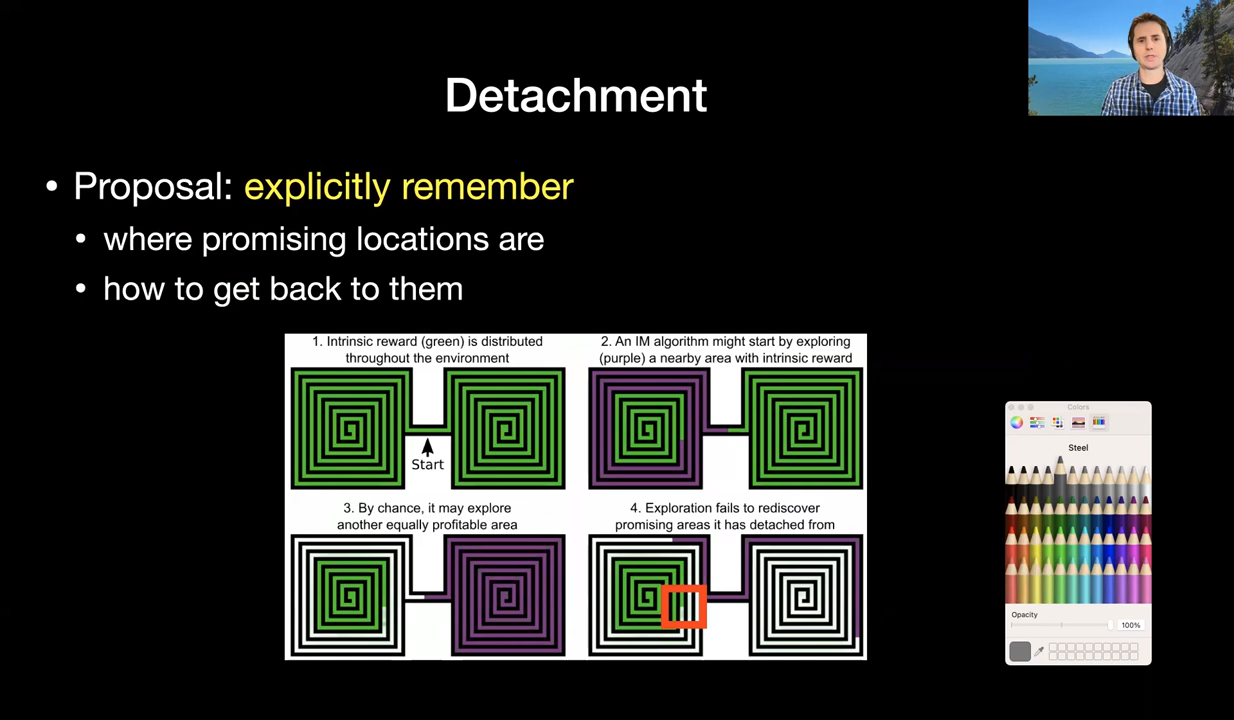 Detachment
• Proposal: explicitly remember
• where promising locations are
• how to get back to them
1. Intrinsic reward (green) is distributed
throughout the environment
2. An IM algorithm might start by exploring
(purple) a nearby area with intrinsic reward
Start
3. By chance, it may explore
another equally profitable area
4. Exploration fails to rediscover
promising areas it has detached from
Colors
Steel
Opacity
100%